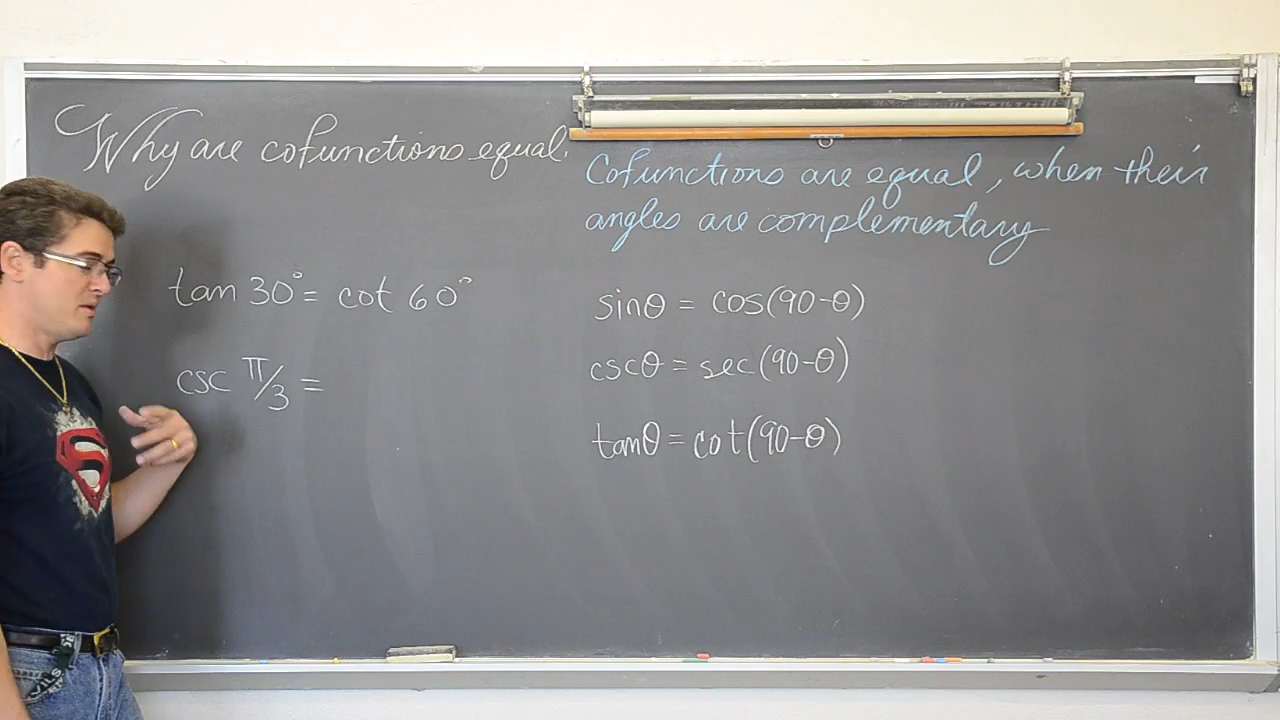 Why are cofunctions equal.
Cofunctions are equal, when their
angles are complementary
tan 30° = cot 60°
csc π/3 =
sinθ = cos(90-θ)
cscθ = sec(90-θ)
tanθ = cot(90-θ)
S